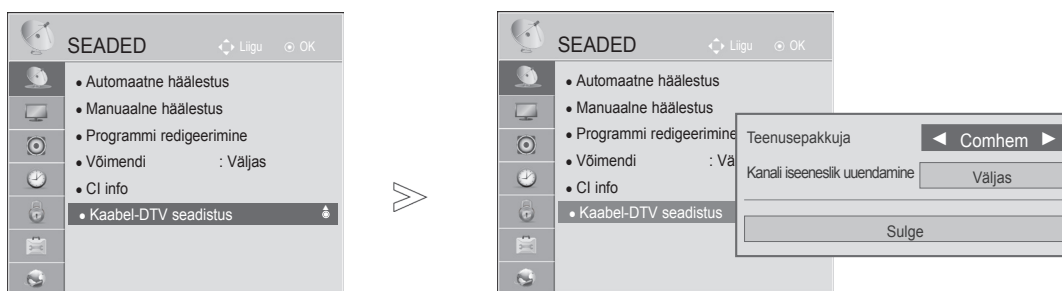 SEADED Liigu OK
● Automaatne häälestus
● Manuaalne häälestus
● Programmi redigeerimine
● Võimendi : Väljas
● CI info
● Kaabel-DTV seadistus
SEADED Liigu OK
● Automaatne häälestus
● Manuaalne häälestus
● Programmi redigeerimine
● Võimendi : Vä
● CI info
● Kaabel-DTV seadistus
Teenusepakkuja ◄ Comhem ►
Kanali iseeneslik uuendamine Väljas
Sulge